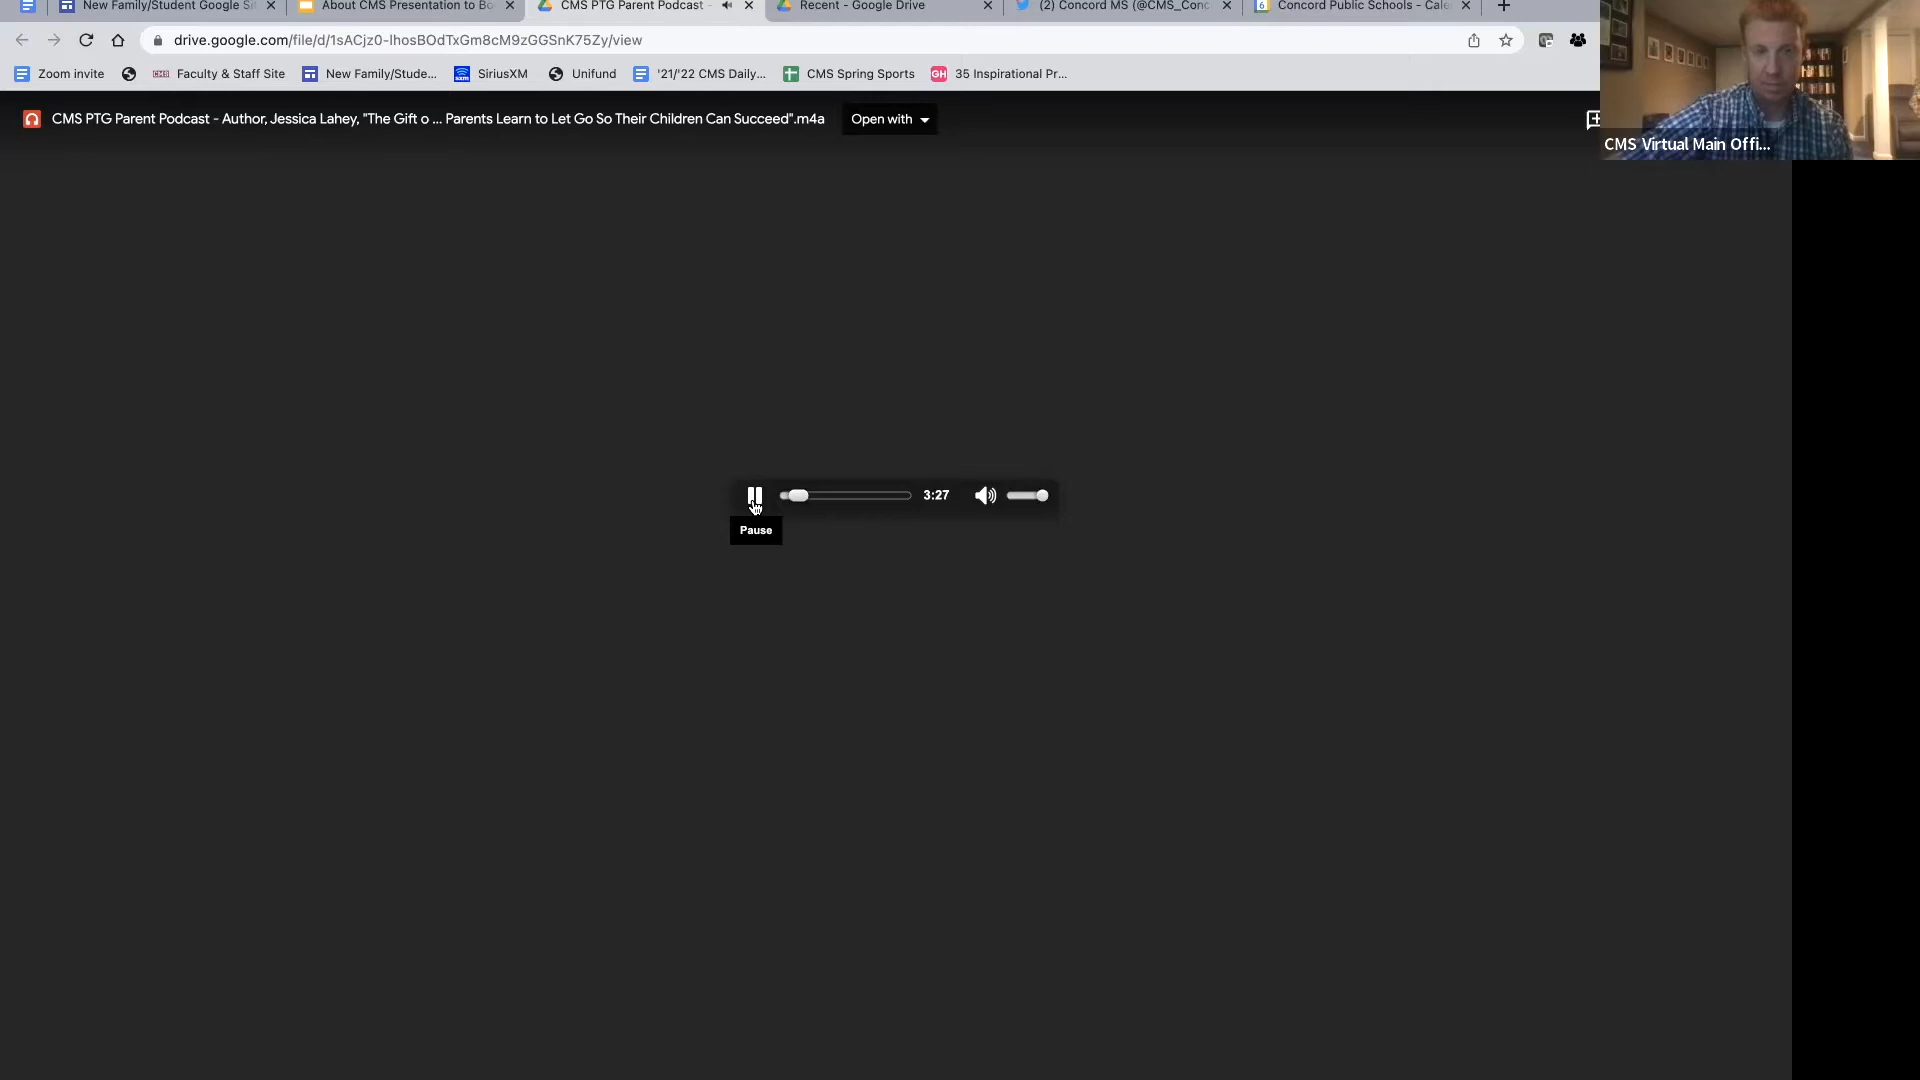 New Family/Student Google Si
About CMS Presentation to Bo
CMS PTG Parent Podcast -
Recent - Google Drive
(2) Concord MS (@CMS_Conc
Concord Public Schools - Cale
drive.google.com/file/d/1sACjz0-lhosBOdTxGm8cM9zGGSnK75Zy/view
Zoom invite
CMS
Faculty & Staff Site
New Family/Stude...
SiriusXM
Unifund
'21/'22 CMS Daily...
CMS Spring Sports
GH
35 Inspirational Pr...
CMS PTG Parent Podcast - Author, Jessica Lahey, "The Gift o ... Parents Learn to Let Go So Their Children Can Succeed".m4a
Open with
CMS Virtual Main Offi...
3:27
Pause